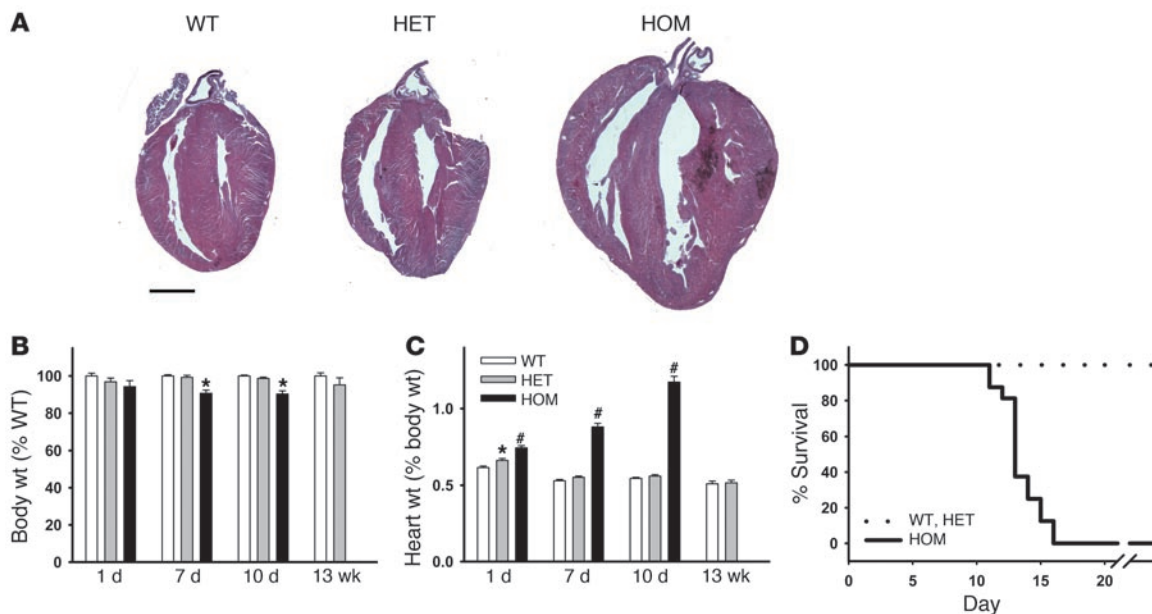 A
WT
HET
HOM
B
Body wt (% WT)
100
80
60
40
20
0
*
*
1 d
7 d
10 d
13 wk
C
Heart wt (% body wt)
1.0
0.5
0.0
WT
HET
HOM
*
#
#
#
1 d
7 d
10 d
13 wk
D
% Survival
100
80
60
40
20
0
WT, HET
HOM
0
5
10
15
20
Day